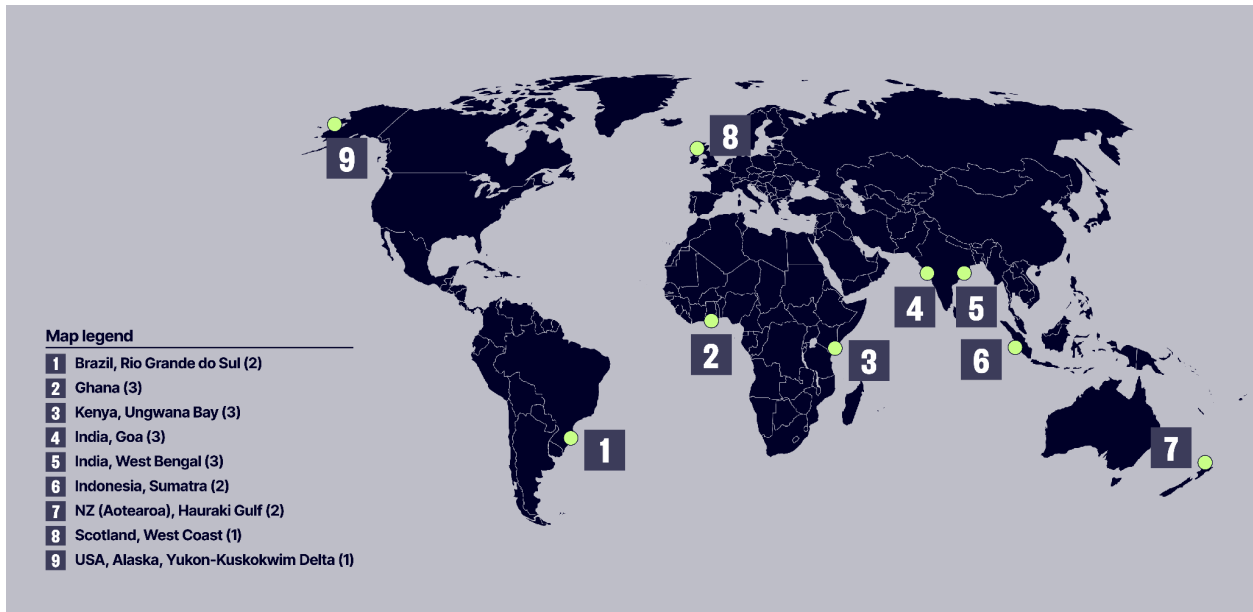 9
8
4
5
2
3
6
1
7
Map legend
1 Brazil, Rio Grande do Sul (2)
2 Ghana (3)
3 Kenya, Ungwana Bay (3)
4 India, Goa (3)
5 India, West Bengal (3)
6 Indonesia, Sumatra (2)
7 NZ (Aotearoa), Hauraki Gulf (2)
8 Scotland, West Coast (1)
9 USA, Alaska, Yukon-Kuskokwim Delta (1)